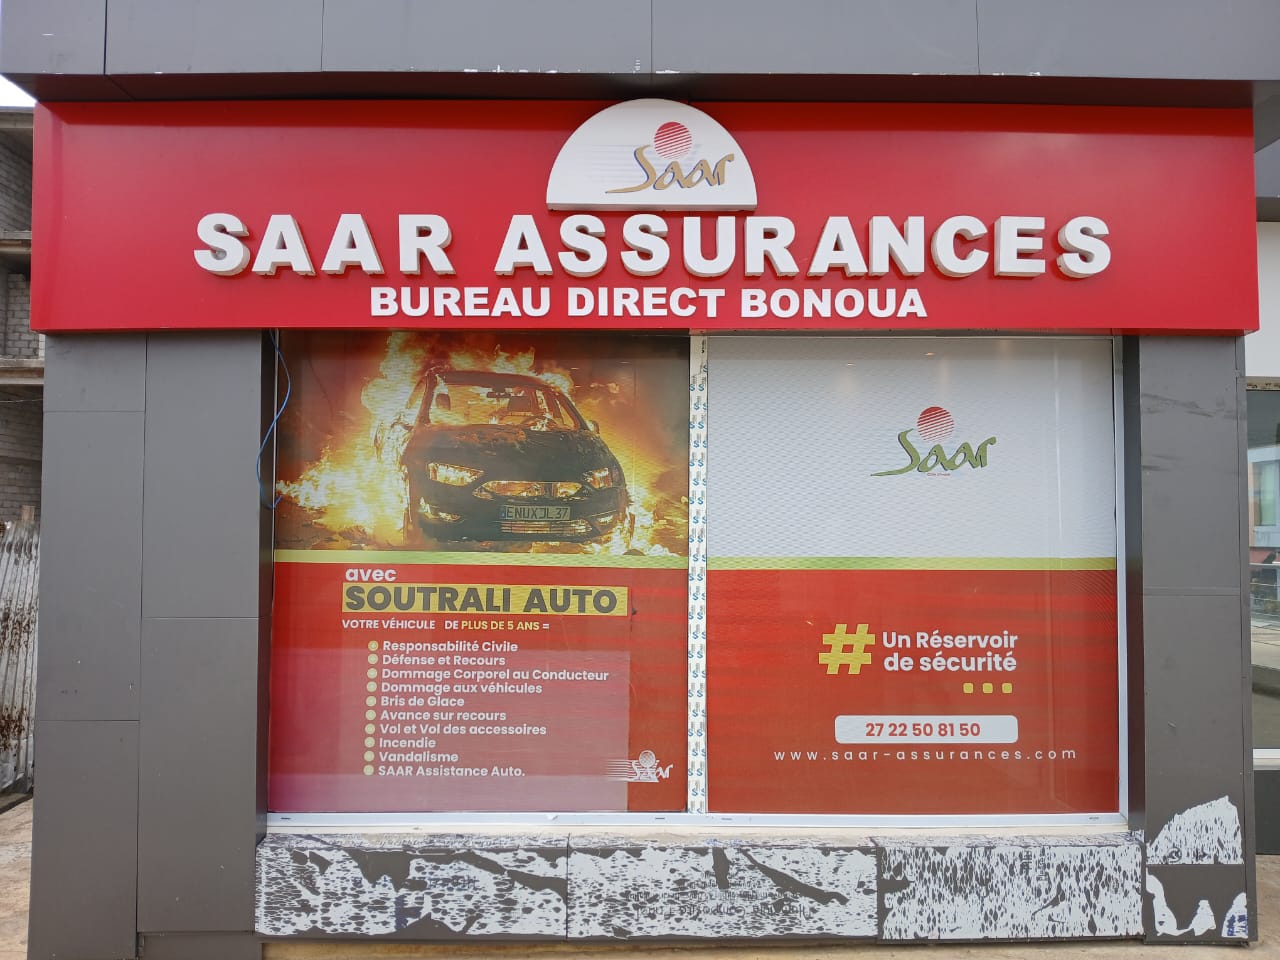 Saar
SAAR ASSURANCES
BUREAU DIRECT BONOUA
ENUXJL37
avec
SOUTRALI AUTO
VOTRE VÉHICULE DE PLUS DE 5 ANS =
Responsabilité Civile
Défense et Recours
Dommage Corporel au Conducteur
Dommage aux véhicules
Bris de Glace
Avance sur recours
Vol et Vol des accessoires
Incendie
Vandalisme
SAAR Assistance Auto.
Saar
Saar
# Un Réservoir
de sécurité
27 22 50 81 50
www.saar-assurances.com